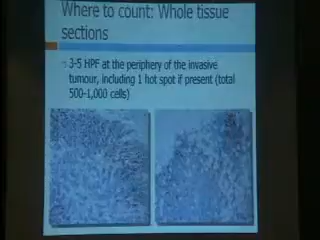 Where to count: Whole tissue
sections
3-5 HPF at the periphery of the invasive
tumour, including 1 hot spot if present (total
500-1,000 cells)